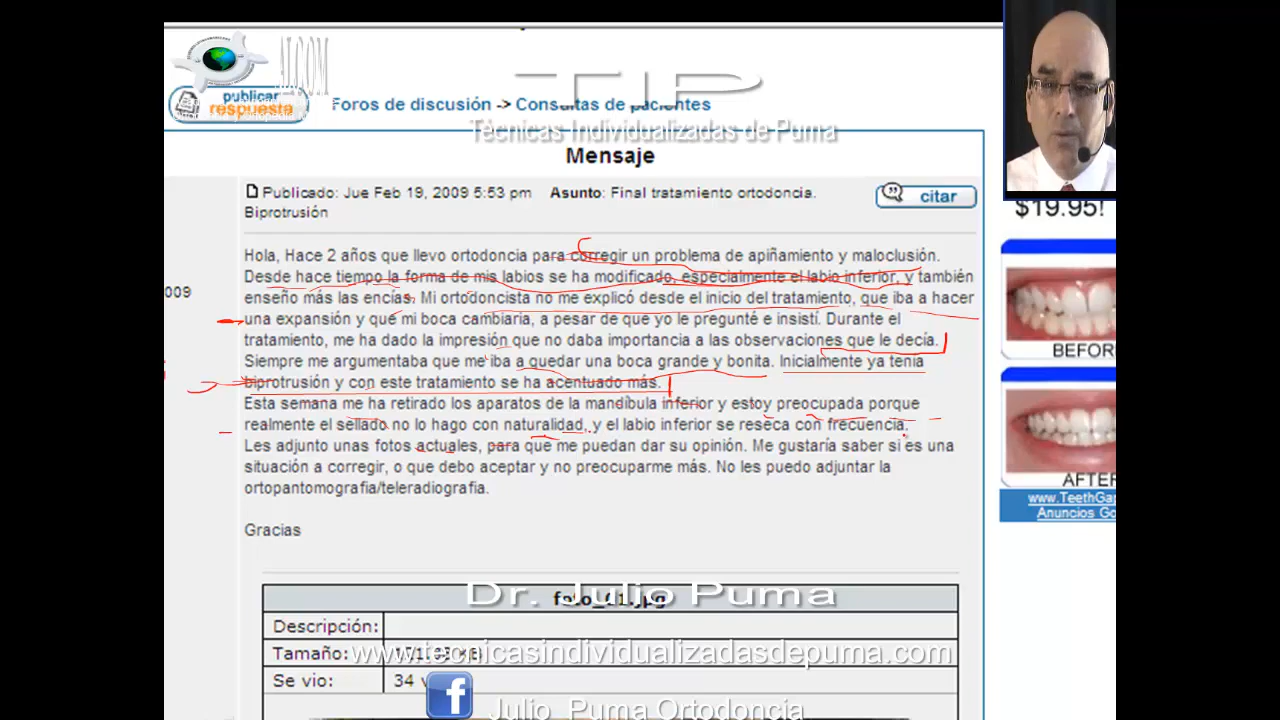 AICOM
publicar
respuesta
Foros de discusión -> Consultas de pacientes
TIP
Técnicas Individualizadas de Puma
Mensaje
Publicado: Jue Feb 19, 2009 5:53 pm Asunto: Final tratamiento ortodoncia.
Biprotrusión
citar
$19.95!
Hola, Hace 2 años que llevo ortodoncia para corregir un problema de apiñamiento y maloclusión.
Desde hace tiempo la forma de mis labios se ha modificado, especialmente el labio inferior, y también
009
enseño más las encías. Mi ortodoncista no me explicó desde el inicio del tratamiento, que iba a hacer
una expansión y que mi boca cambiaria, a pesar de que yo le pregunté e insistí. Durante el
tratamiento, me ha dado la impresión que no daba importancia a las observaciones que le decía.
Siempre me argumentaba que me iba a quedar una boca grande y bonita. Inicialmente ya tenia
biprotrusión y con este tratamiento se ha acentuado más.
Esta semana me ha retirado los aparatos de la mandíbula inferior y estoy preocupada porque
realmente el sellado no lo hago con naturalidad, y el labio inferior se reseca con frecuencia.
Les adjunto unas fotos actuales, para que me puedan dar su opinión. Me gustaría saber si es una
situación a corregir, o que debo aceptar y no preocuparme más. No les puedo adjuntar la
ortopantomografia/teleradiografia.
Gracias
BEFOR
AFTER
www.TeethGap
Anuncios Go
foto_01.jpg
Dr. Julio Puma
Descripción:
Tamaño:
www.tecnicasindividualizadasdepuma.com
Se vio: 34 v
f
Julio Puma Ortodoncia